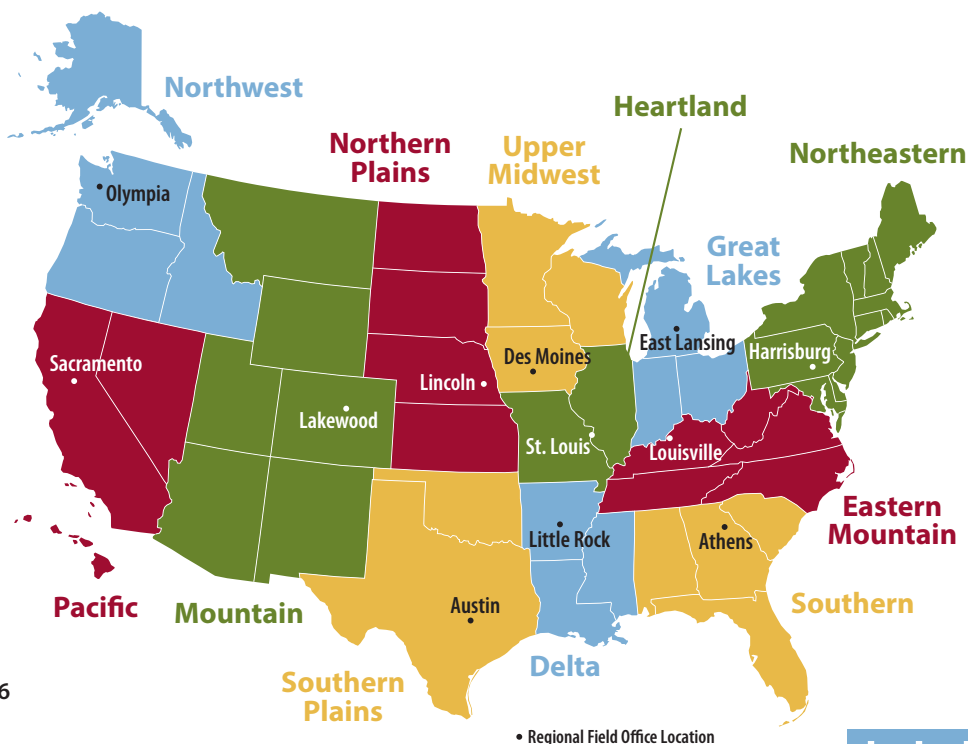 Northwest
Heartland
Northern
Plains
Upper
Midwest
Northeastern
Olympia
Great
Lakes
East Lansing
Harrisburg
Sacramento
Des Moines
Lincoln
Lakewood
St. Louis
Louisville
Eastern
Mountain
Little Rock
Athens
Pacific
Mountain
Austin
Southern
Delta
Southern
Plains
6
• Regional Field Office Location